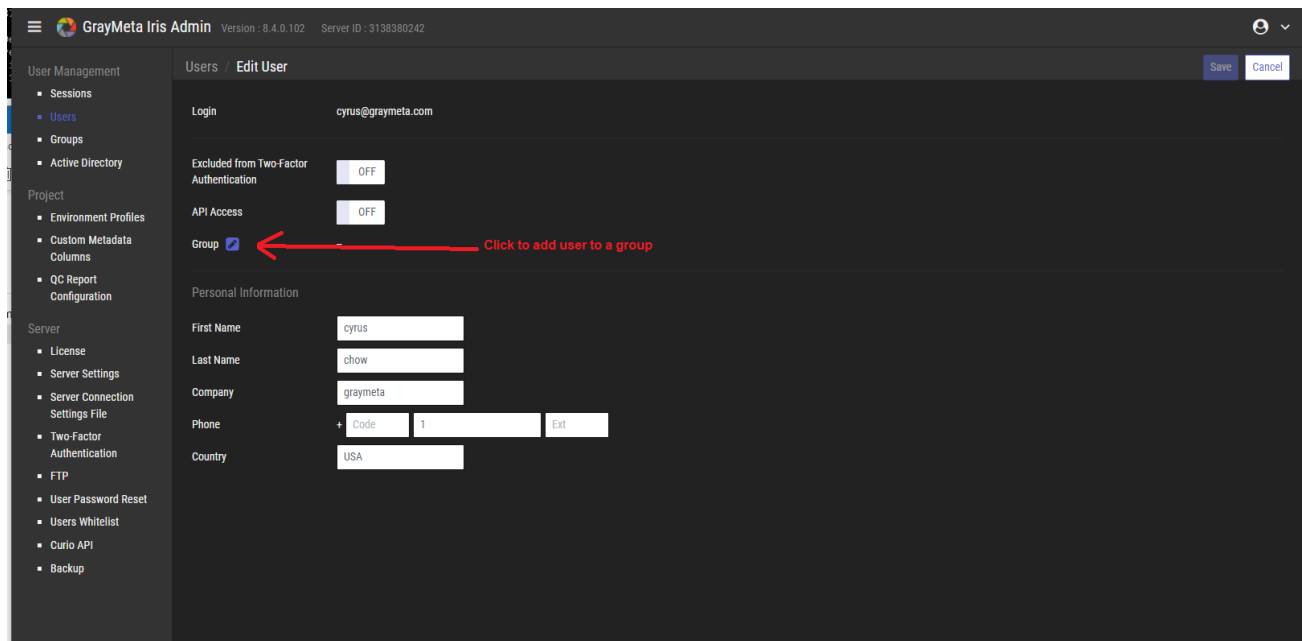 GrayMeta Iris Admin Version : 8.4.0.102 Server ID : 3138380242
User Management
Sessions
Users
Groups
Active Directory
Project
Environment Profiles
Custom Metadata
Columns
QC Report
Configuration
Server
License
Server Settings
Server Connection
Settings File
Two-Factor
Authentication
FTP
User Password Reset
Users Whitelist
Curio API
Backup
Users / Edit User
Save Cancel
Login cyrus@graymeta.com
Excluded from Two-Factor
Authentication OFF
API Access OFF
Group – Click to add user to a group
Personal Information
First Name cyrus
Last Name chow
Company graymeta
Phone + Code 1 Ext
Country USA